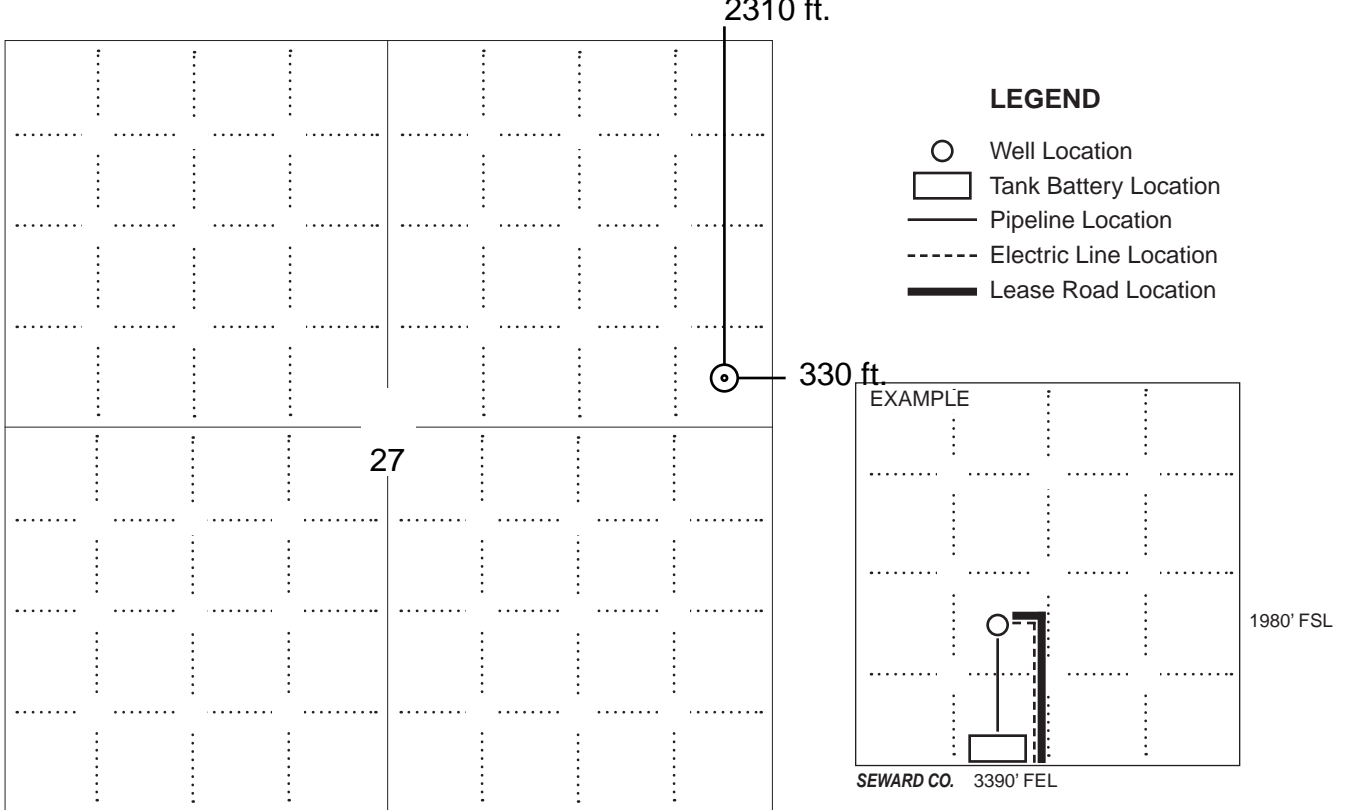 2310 ft.
LEGEND
Well Location
Tank Battery Location
Pipeline Location
Electric Line Location
Lease Road Location
330 ft.
EXAMPLE
27
1980' FSL
SEWARD CO. 3390' FEL